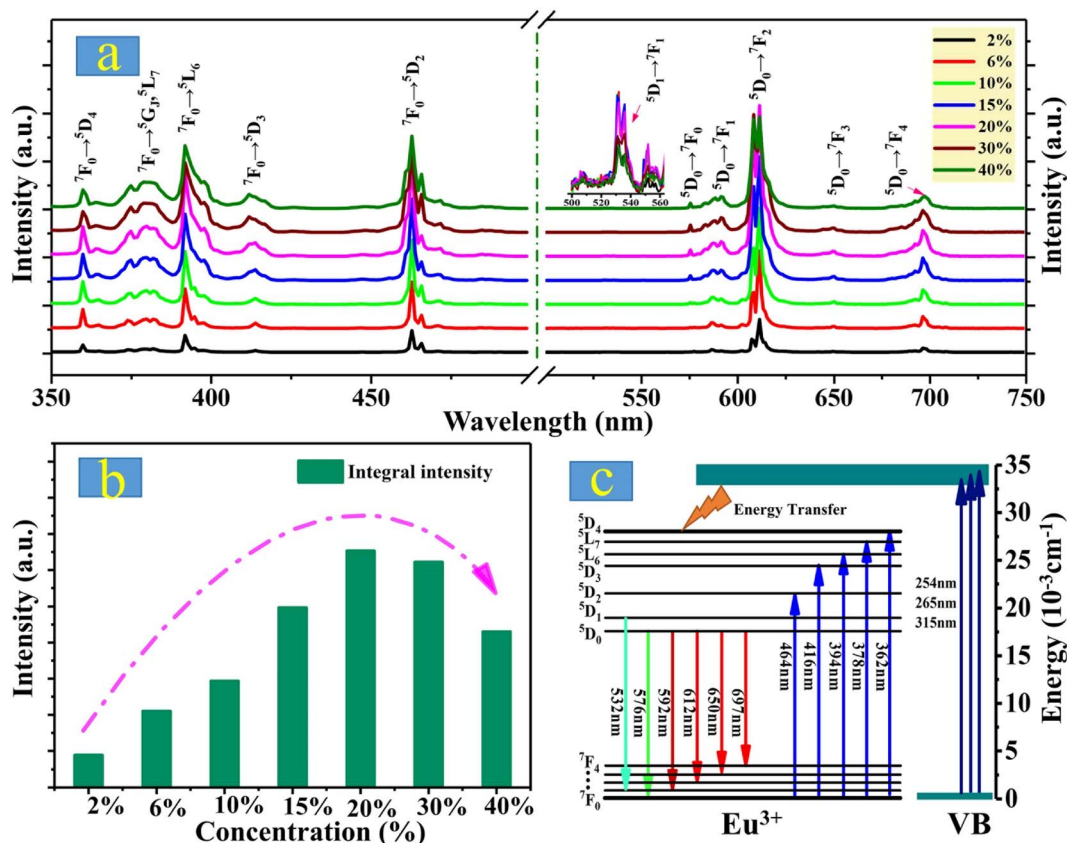 a
Intensity (a.u.)
⁷F₀→⁵D₄
⁷F₀→⁵G_J,⁵L₇
⁷F₀→⁵L₆
⁷F₀→⁵D₃
⁷F₀→⁵D₂
⁵D₁→⁷F₁
500 520 540 560
⁵D₀→⁷F₀
⁵D₀→⁷F₁
⁵D₀→⁷F₂
⁵D₀→⁷F₃
⁵D₀→⁷F₄
2%
6%
10%
15%
20%
30%
40%
Intensity (a.u.)
350 400 450 550 600 650 700 750
Wavelength (nm)
b
Integral intensity
Intensity (a.u.)
2% 6% 10% 15% 20% 30% 40%
Concentration (%)
c
Energy Transfer
⁵D₄
⁵L₇
⁵L₆
⁵D₃
⁵D₂
⁵D₁
⁵D₀
532nm
576nm
592nm
612nm
650nm
697nm
464nm
416nm
394nm
378nm
362nm
254nm
265nm
315nm
⁷F₄
⁷F₀
Eu³⁺
VB
35
30
25
20
15
10
5
0
Energy (10⁻³cm⁻¹)